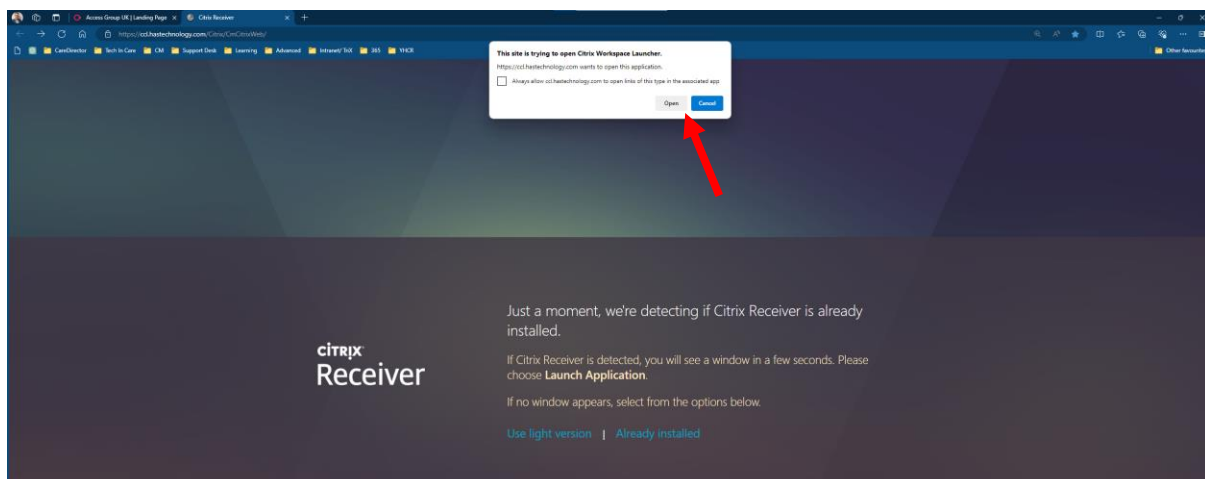 Access Group UK | Landing Page
Citrix Receiver
https://ccl.hastechnology.com/Citrix/CmCitrixWeb/
CareDirector
Tech In Care
CM
Support Desk
Learning
Advanced
Intranet/ TriX
365
YHCR
Other favourites
This site is trying to open Citrix Workspace Launcher.
https://ccl.hastechnology.com wants to open this application.
Always allow ccl.hastechnology.com to open links of this type in the associated app
Open
Cancel
Just a moment, we're detecting if Citrix Receiver is already
installed.
If Citrix Receiver is detected, you will see a window in a few seconds. Please
choose Launch Application.
If no window appears, select from the options below.
Use light version | Already installed
CITRIX
Receiver